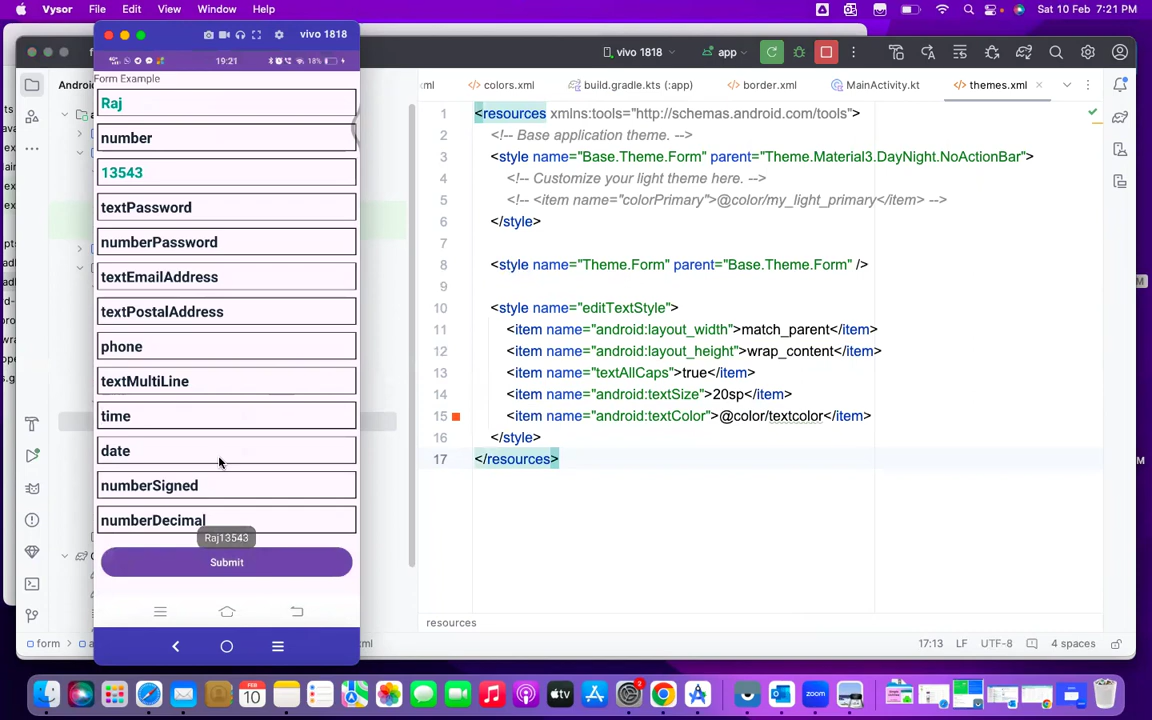 Vysor File Edit View Window Help
Sat 10 Feb 7:21 PM
vivo 1818
19:21
18%
Form Example
Raj
number
13543
textPassword
numberPassword
textEmailAddress
textPostalAddress
phone
textMultiLine
time
date
numberSigned
numberDecimal
Raj13543
Submit
Android
vivo 1818
app
colors.xml
build.gradle.kts (:app)
border.xml
MainActivity.kt
themes.xml
1 <resources xmlns:tools="http://schemas.android.com/tools">
2 <!-- Base application theme. -->
3 <style name="Base.Theme.Form" parent="Theme.Material3.DayNight.NoActionBar">
4 <!-- Customize your light theme here. -->
5 <!-- <item name="colorPrimary">@color/my_light_primary</item> -->
6 </style>
7
8 <style name="Theme.Form" parent="Base.Theme.Form" />
9
10 <style name="editTextStyle">
11 <item name="android:layout_width">match_parent</item>
12 <item name="android:layout_height">wrap_content</item>
13 <item name="textAllCaps">true</item>
14 <item name="android:textSize">20sp</item>
15 <item name="android:textColor">@color/textcolor</item>
16 </style>
17 </resources>
resources
form
17:13 LF UTF-8 4 spaces
FEB
10
2
zoom